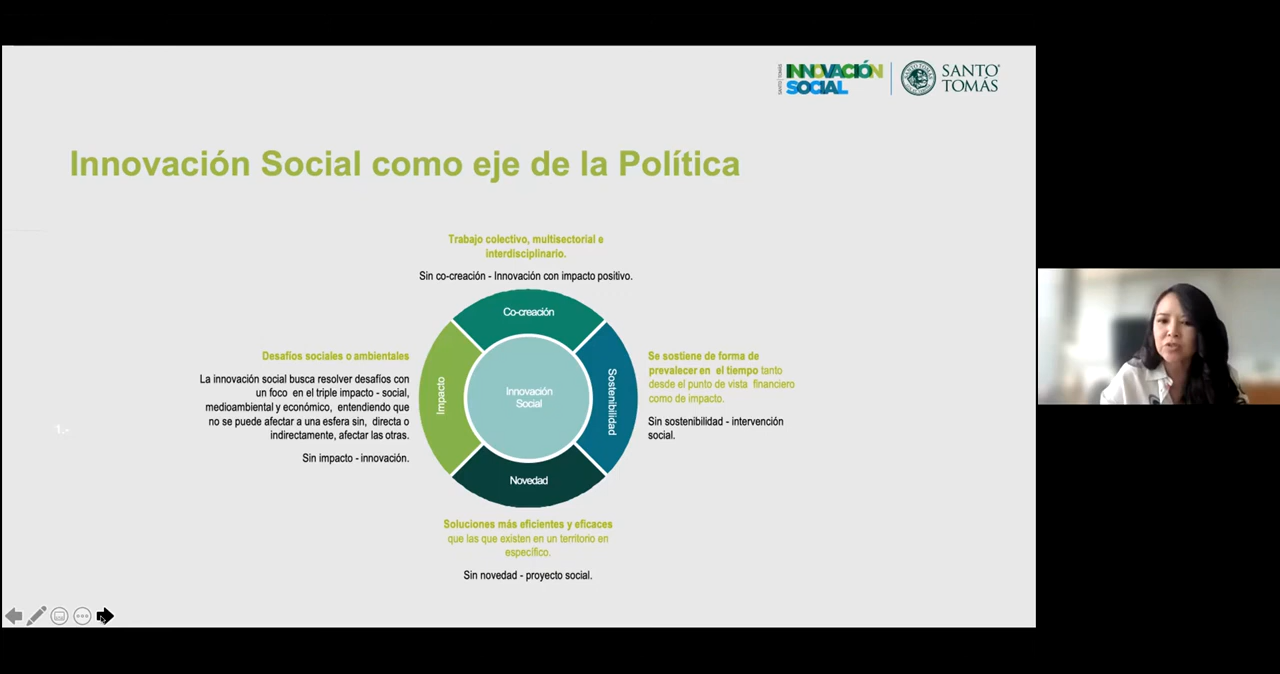 INNOVACIÓN
SOCIAL
SANTO
TOMÁS
Innovación Social como eje de la Política
Trabajo colectivo, multisectorial e
interdisciplinario.
Sin co-creación - Innovación con impacto positivo.
Co-creación
Desafíos sociales o ambientales
La innovación social busca resolver desafíos con
un foco en el triple impacto - social,
medioambiental y económico, entendiendo que
no se puede afectar a una esfera sin, directa o
indirectamente, afectar las otras.
Sin impacto - innovación.
Impacto
Innovación
Social
Sostenibilidad
Se sostiene de forma de
prevalecer en el tiempo tanto
desde el punto de vista financiero
como de impacto.
Sin sostenibilidad - intervención
social.
1.-
Novedad
Soluciones más eficientes y eficaces
que las que existen en un territorio en
específico.
Sin novedad - proyecto social.